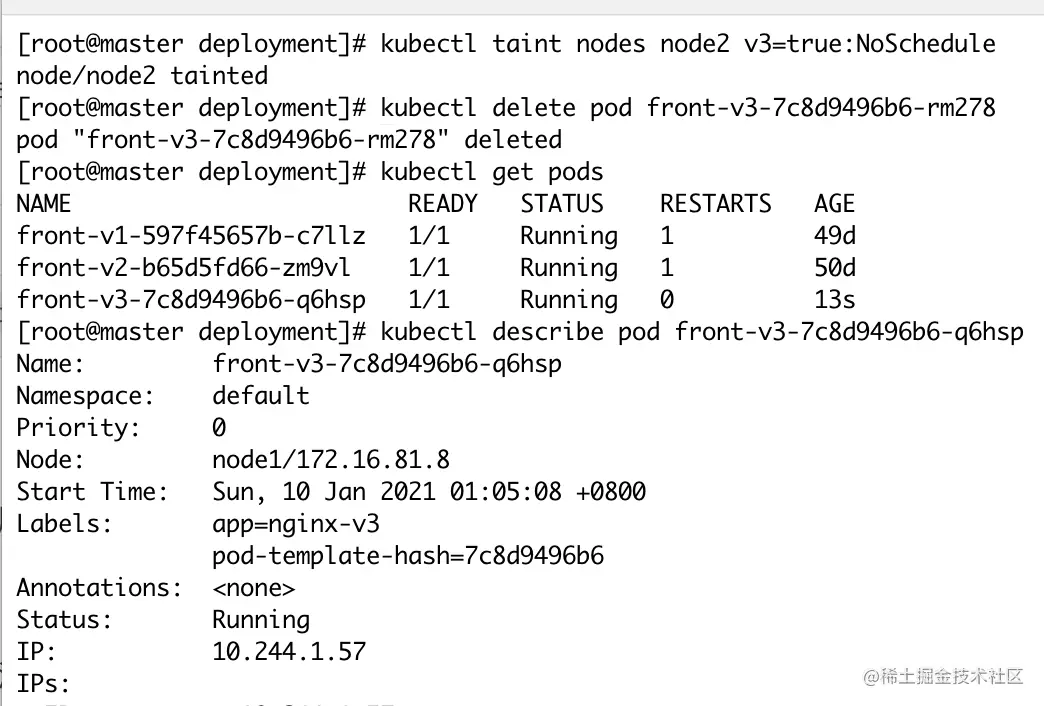 [root@master deployment]# kubectl taint nodes node2 v3=true:NoSchedule
node/node2 tainted
[root@master deployment]# kubectl delete pod front-v3-7c8d9496b6-rm278
pod "front-v3-7c8d9496b6-rm278" deleted
[root@master deployment]# kubectl get pods
NAME READY STATUS RESTARTS AGE
front-v1-597f45657b-c7llz 1/1 Running 1 49d
front-v2-b65d5fd66-zm9vl 1/1 Running 1 50d
front-v3-7c8d9496b6-q6hsp 1/1 Running 0 13s
[root@master deployment]# kubectl describe pod front-v3-7c8d9496b6-q6hsp
Name: front-v3-7c8d9496b6-q6hsp
Namespace: default
Priority: 0
Node: node1/172.16.81.8
Start Time: Sun, 10 Jan 2021 01:05:08 +0800
Labels: app=nginx-v3
pod-template-hash=7c8d9496b6
Annotations: <none>
Status: Running
IP: 10.244.1.57
IPs:
@稀土掘金技术社区